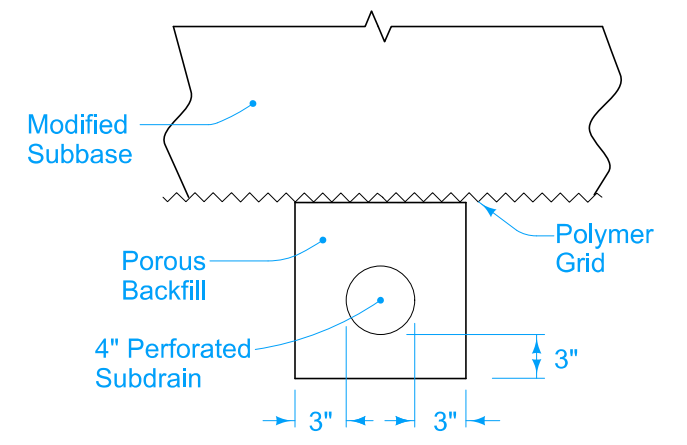 Modified
Subbase
Polymer
Grid
Porous
Backfill
4" Perforated
Subdrain
3"
3"
3"